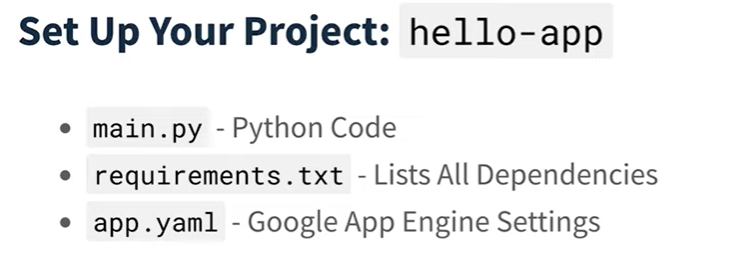 Set Up Your Project: hello-app
main.py - Python Code
requirements.txt - Lists All Dependencies
app.yaml - Google App Engine Settings